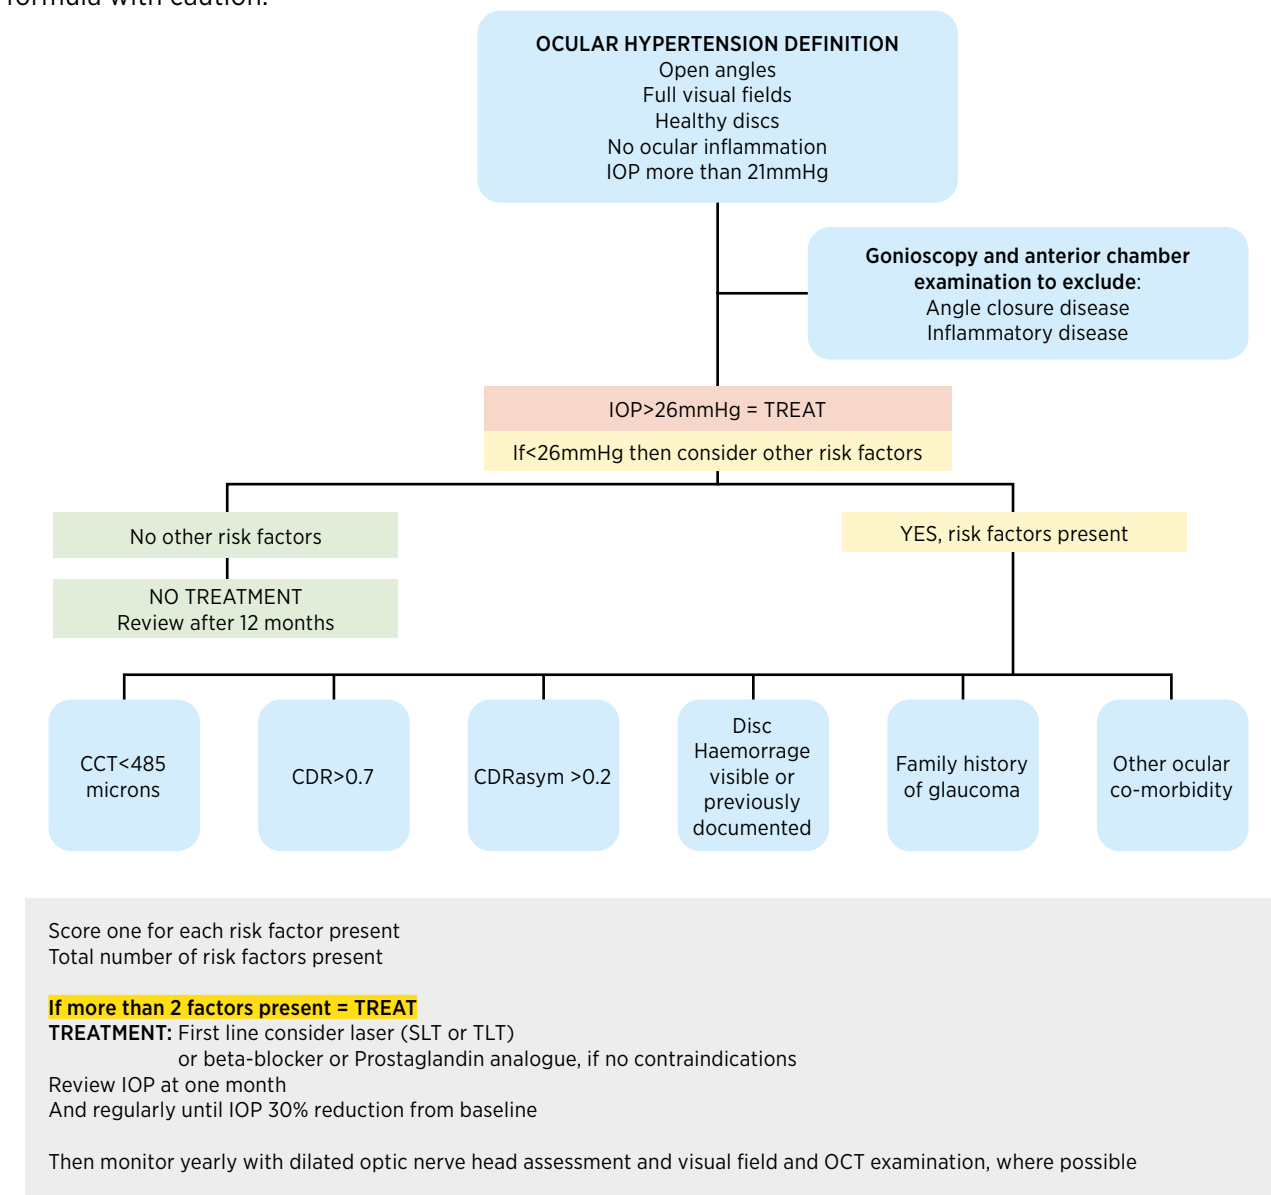 formula with caution.
OCULAR HYPERTENSION DEFINITION
Open angles
Full visual fields
Healthy discs
No ocular inflammation
IOP more than 21mmHg
Gonioscopy and anterior chamber
examination to exclude:
Angle closure disease
Inflammatory disease
IOP>26mmHg = TREAT
If<26mmHg then consider other risk factors
No other risk factors
YES, risk factors present
NO TREATMENT
Review after 12 months
CCT<485
microns
CDR>0.7
CDRasym >0.2
Disc
Haemorrage
visible or
previously
documented
Family history
of glaucoma
Other ocular
co-morbidity
Score one for each risk factor present
Total number of risk factors present
If more than 2 factors present = TREAT
TREATMENT: First line consider laser (SLT or TLT)
or beta-blocker or Prostaglandin analogue, if no contraindications
Review IOP at one month
And regularly until IOP 30% reduction from baseline
Then monitor yearly with dilated optic nerve head assessment and visual field and OCT examination, where possible